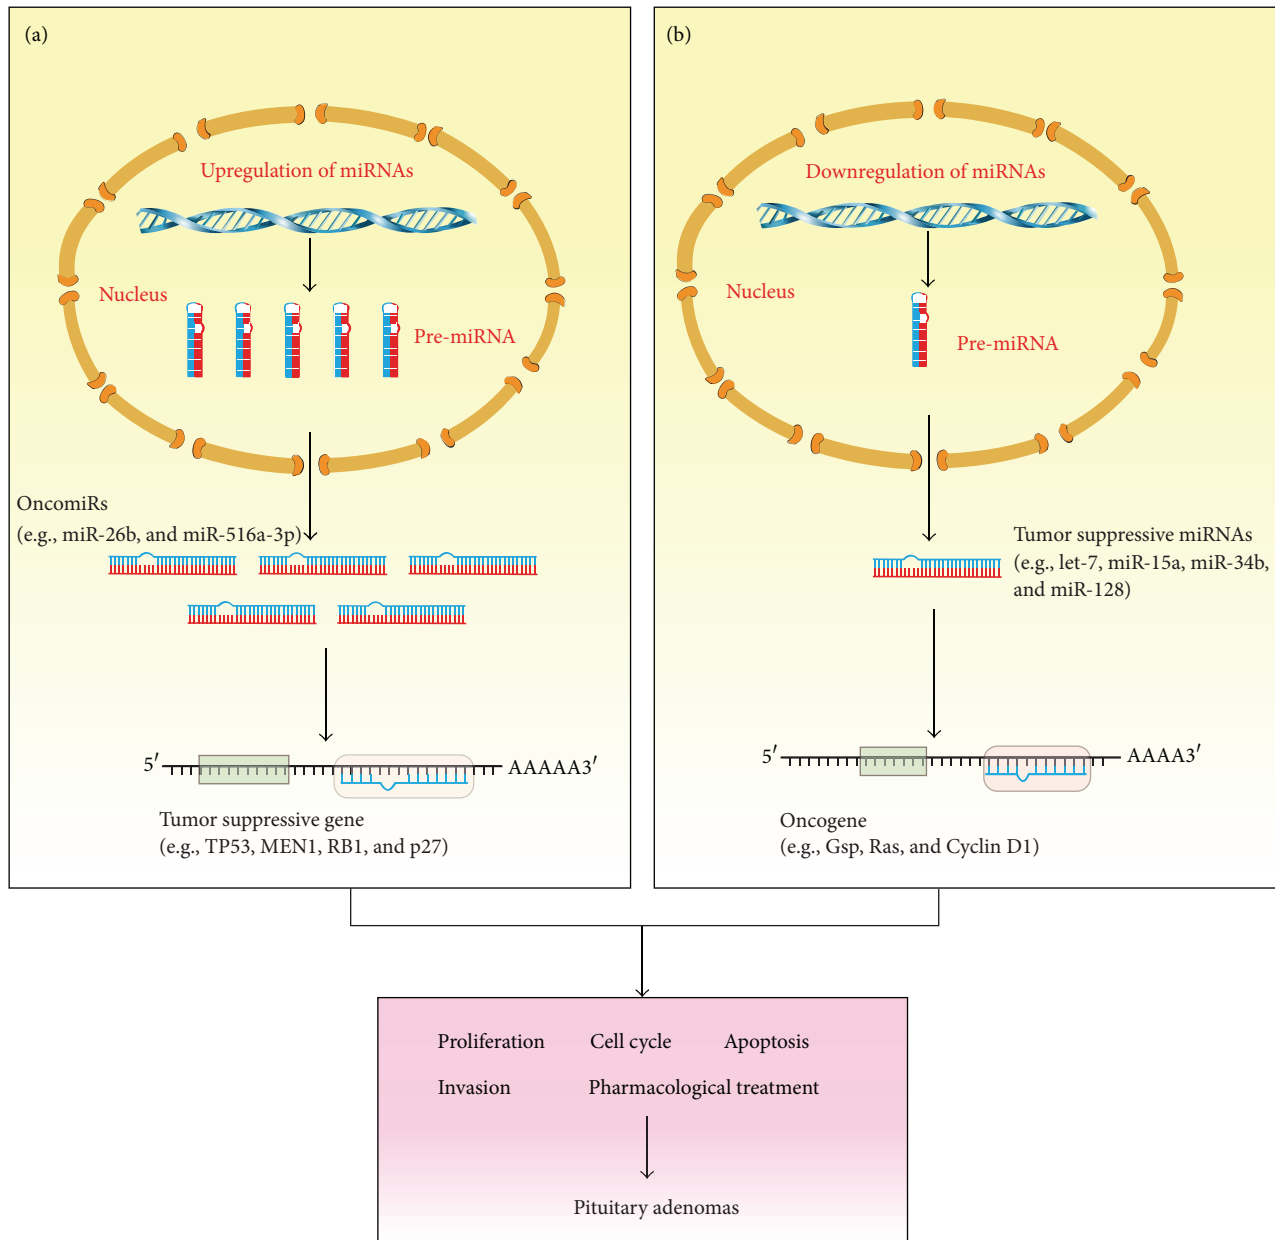 (a)
Upregulation of miRNAs
Nucleus
Pre-miRNA
OncomiRs
(e.g., miR-26b, and miR-516a-3p)
5′ AAAAA3′
Tumor suppressive gene
(e.g., TP53, MEN1, RB1, and p27)
(b)
Downregulation of miRNAs
Nucleus
Pre-miRNA
Tumor suppressive miRNAs
(e.g., let-7, miR-15a, miR-34b,
and miR-128)
5′ AAAA3′
Oncogene
(e.g., Gsp, Ras, and Cyclin D1)
Proliferation Cell cycle Apoptosis
Invasion Pharmacological treatment
Pituitary adenomas